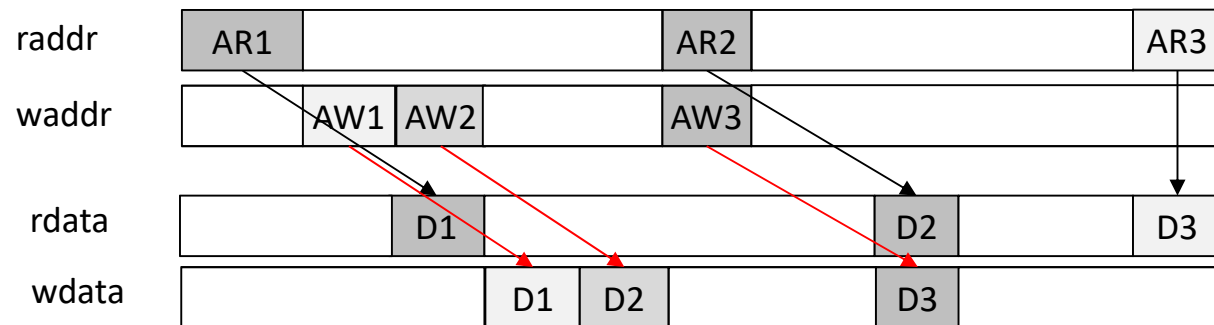 raddr AR1 AR2 AR3
waddr AW1 AW2 AW3
rdata D1 D2 D3
wdata D1 D2 D3